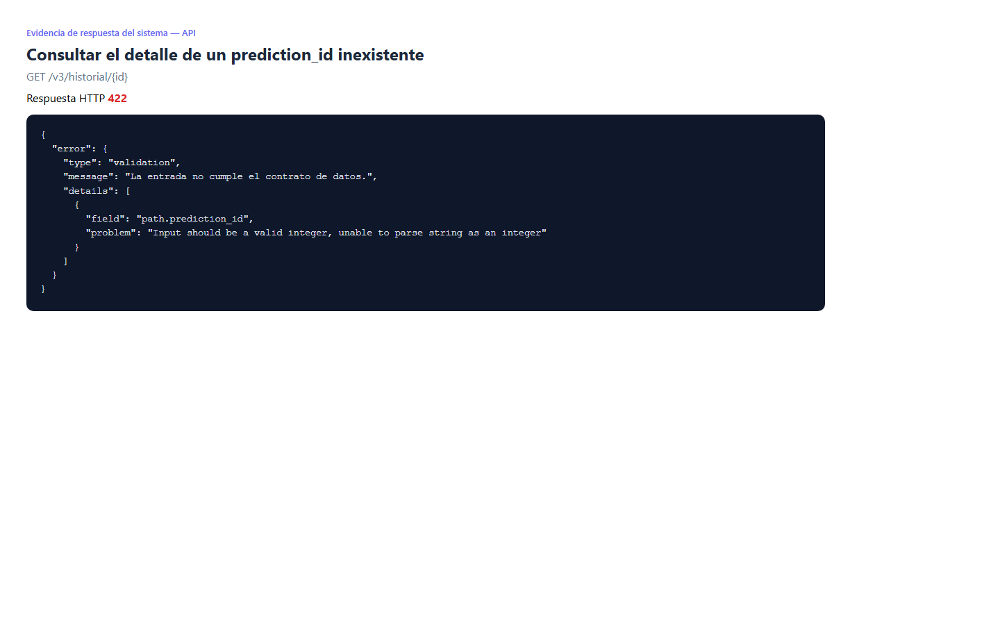 Evidencia de respuesta del sistema — API
Consultar el detalle de un prediction_id inexistente
GET /v3/historial/{id}
Respuesta HTTP 422
{
  "error": {
    "type": "validation",
    "message": "La entrada no cumple el contrato de datos.",
    "details": [
      {
        "field": "path.prediction_id",
        "problem": "Input should be a valid integer, unable to parse string as an integer"
      }
    ]
  }
}